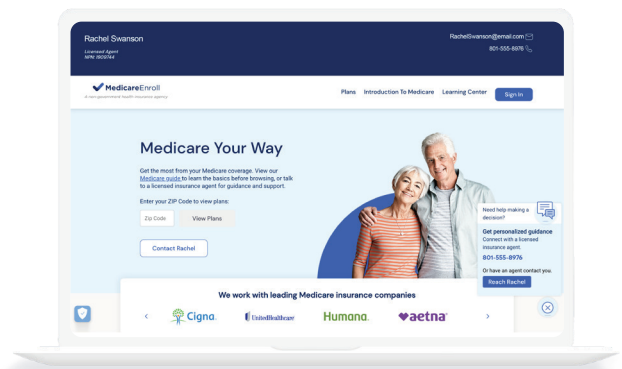 Rachel Swanson
Licensed Agent
NPN: 1909744
RachelSwanson@email.com
801-555-8976
MedicareEnroll
A non-government health insurance agency
Plans Introduction To Medicare Learning Center Sign In
Medicare Your Way
Get the most from your Medicare coverage. View our
Medicare guide to learn the basics before browsing, or talk
to a licensed insurance agent for guidance and support.
Enter your ZIP Code to view plans:
Zip Code View Plans
Contact Rachel
Need help making a
decision?
Get personalized guidance
Connect with a licensed
insurance agent.
801-555-8976
Or have an agent contact you.
Reach Rachel
We work with leading Medicare insurance companies
Cigna.
UnitedHealthcare
Humana.
aetna